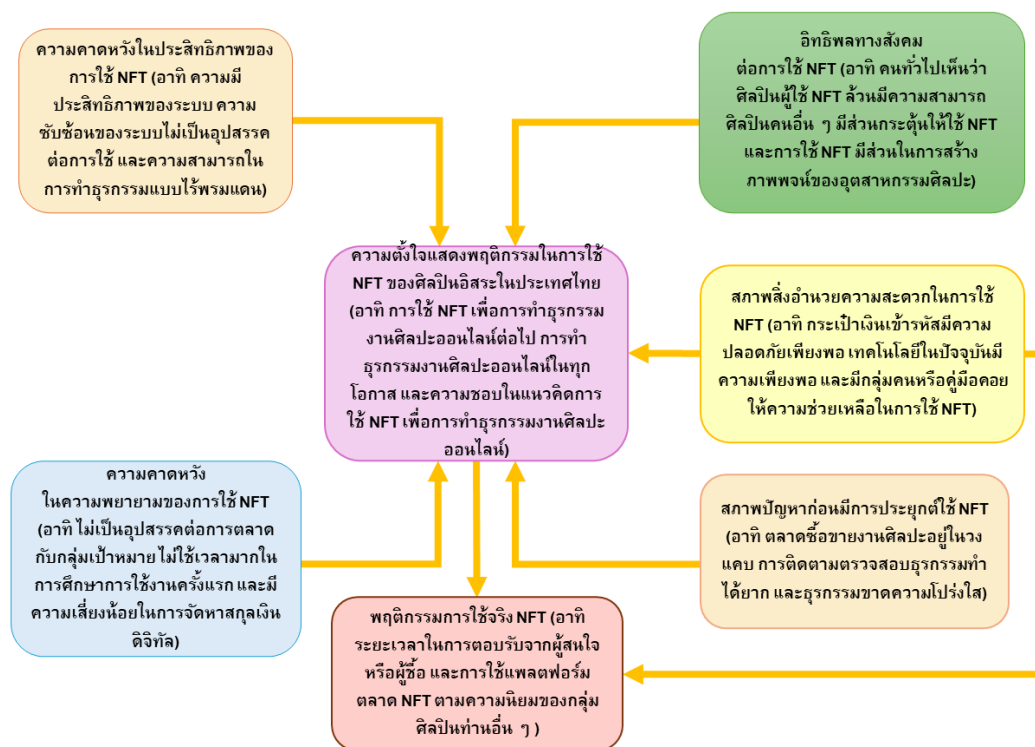 ความคาดหวังในประสิทธิภาพของ
การใช้ NFT (อาทิ ความมี
ประสิทธิภาพของระบบ ความ
ซับซ้อนของระบบไม่เป็นอุปสรรค
ต่อการใช้ และความสามารถใน
การทำธุรกรรมแบบไร้พรมแดน)
อิทธิพลทางสังคม
ต่อการใช้ NFT (อาทิ คนทั่วไปเห็นว่า
ศิลปินผู้ใช้ NFT ล้วนมีความสามารถ
ศิลปินคนอื่น ๆ มีส่วนกระตุ้นให้ใช้ NFT
และการใช้ NFT มีส่วนในการสร้าง
ภาพพจน์ของอุตสาหกรรมศิลปะ)
ความตั้งใจแสดงพฤติกรรมในการใช้
NFT ของศิลปินอิสระในประเทศไทย
(อาทิ การใช้ NFT เพื่อการทำธุรกรรม
งานศิลปะออนไลน์ต่อไป การทำ
ธุรกรรมงานศิลปะออนไลน์ในทุก
โอกาส และความชอบในแนวคิดการ
ใช้ NFT เพื่อการทำธุรกรรมงานศิลปะ
ออนไลน์)
สภาพสิ่งอำนวยความสะดวกในการใช้
NFT (อาทิ กระเป๋าเงินเข้ารหัสมีความ
ปลอดภัยเพียงพอ เทคโนโลยีในปัจจุบันมี
ความเพียงพอ และมีกลุ่มคนหรือคู่มือคอย
ให้ความช่วยเหลือในการใช้ NFT)
ความคาดหวัง
ในความพยายามของการใช้ NFT
(อาทิ ไม่เป็นอุปสรรคต่อการตลาด
กับกลุ่มเป้าหมาย ไม่ใช้เวลามากใน
การศึกษาการใช้งานครั้งแรก และมี
ความเสี่ยงน้อยในการจัดหาสกุลเงิน
ดิจิทัล)
สภาพปัญหาก่อนมีการประยุกต์ใช้ NFT
(อาทิ ตลาดซื้อขายงานศิลปะอยู่ในวง
แคบ การติดตามตรวจสอบธุรกรรมทำ
ได้ยาก และธุรกรรมขาดความโปร่งใส)
พฤติกรรมการใช้จริง NFT (อาทิ
ระยะเวลาในการตอบรับจากผู้สนใจ
หรือผู้ซื้อ และการใช้แพลตฟอร์ม
ตลาด NFT ตามความนิยมของกลุ่ม
ศิลปินท่านอื่น ๆ )